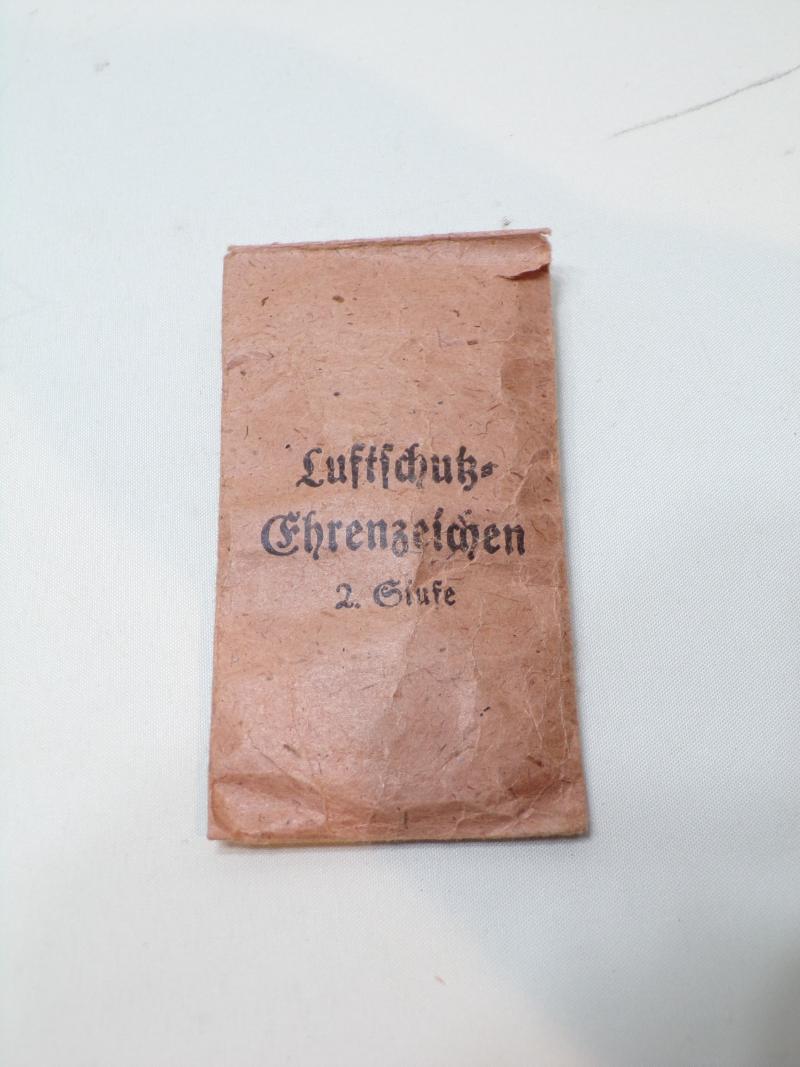 Luftschutz-
Ehrenzeichen
2. Stufe